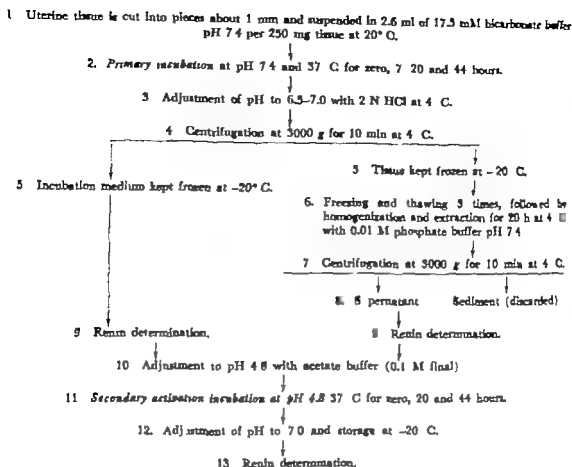 1 Uterine tissue is cut into pieces about 1 mm and suspended in 2.6 ml of 17.5 mM bicarbonate buffer
pH 7 4 per 250 mg tissue at 20° C.
2. Primary incubation at pH 7 4 and 37 C for zero, 7 20 and 44 hours.
3 Adjustment of pH to 6.5-7.0 with 2 N HCl at 4 C.
4 Centrifugation at 3000 g for 10 min at 4 C.
5 Tissue kept frozen at -20 C.
5 Incubation medium kept frozen at -20° C.
6. Freezing and thawing 3 times, followed by
homogenization and extraction for 20 h at 4
with 0.01 M phosphate buffer pH 7 4
7 Centrifugation at 3000 g for 10 min at 4 C.
8. S pernatant Sediment (discarded)
9 Renin determination. 9 Renin determination.
10 Adjustment to pH 4 8 with acetate buffer (0.1 M final)
11 Secondary activation incubation at pH 4.8 37 C for zero, 20 and 44 hours.
12. Adj stment of pH to 7 0 and storage at -20 C.
13 Renin determination.